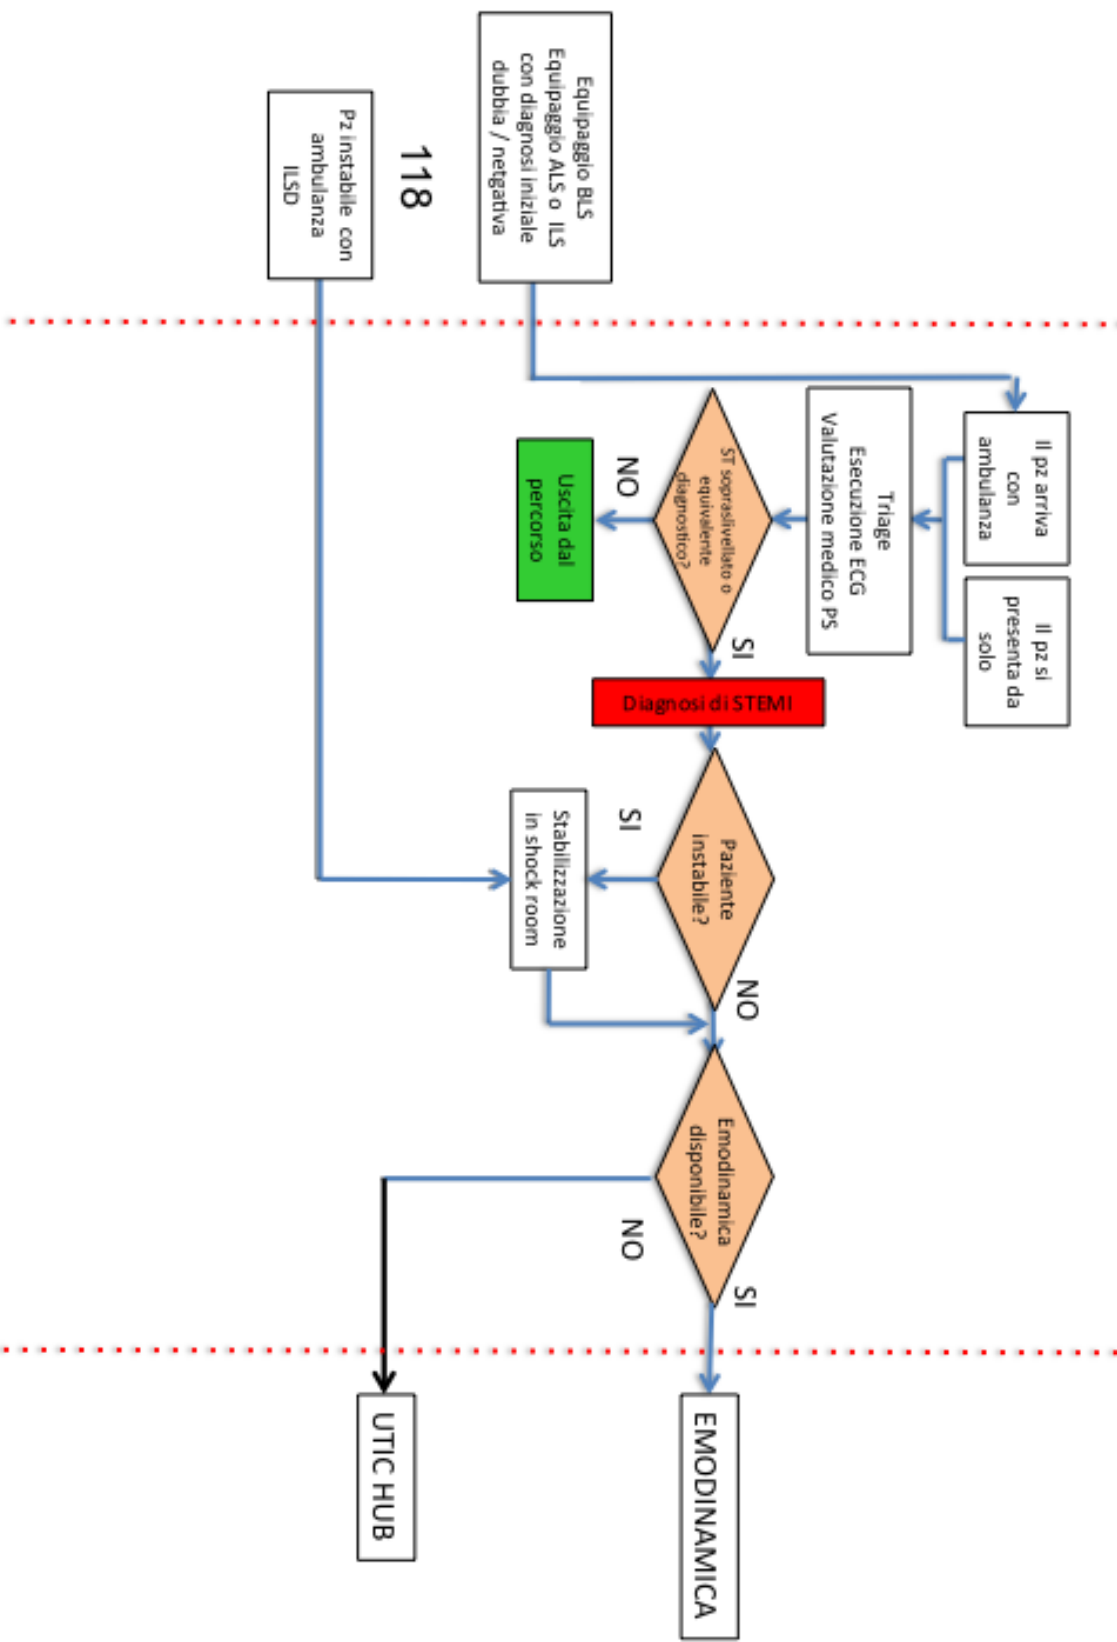 Il pz arriva
con
ambulanza
Il pz si
presenta da
solo
Triage
Esecuzione ECG
Valutazione medico PS
Equipaggio BLS
Equipaggio ALS o ILS
con diagnosi iniziale
dubbia / netgativa
118
Pz instabile con
ambulanza
ILSD
ST sopraslivellato o
equivalente
diagnostico?
SI
NO
Uscita dal
percorso
Diagnosi di STEMI
Paziente
instabile?
NO
SI
Stabilizzazione
in shock room
Emodinamica
disponibile?
SI
NO
EMODINAMICA
UTIC HUB